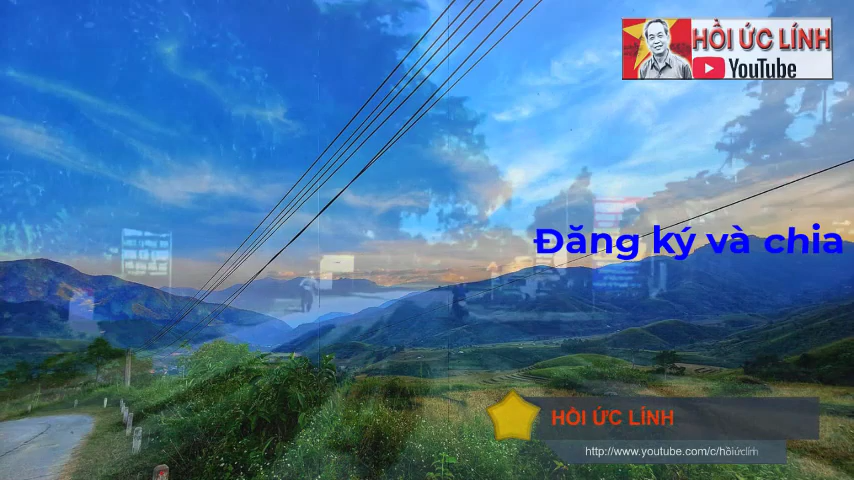 HỒI ỨC LÍNH
YouTube
Đăng ký và chia
HỒI ỨC LÍNH
http://www.youtube.com/c/hồiứclính